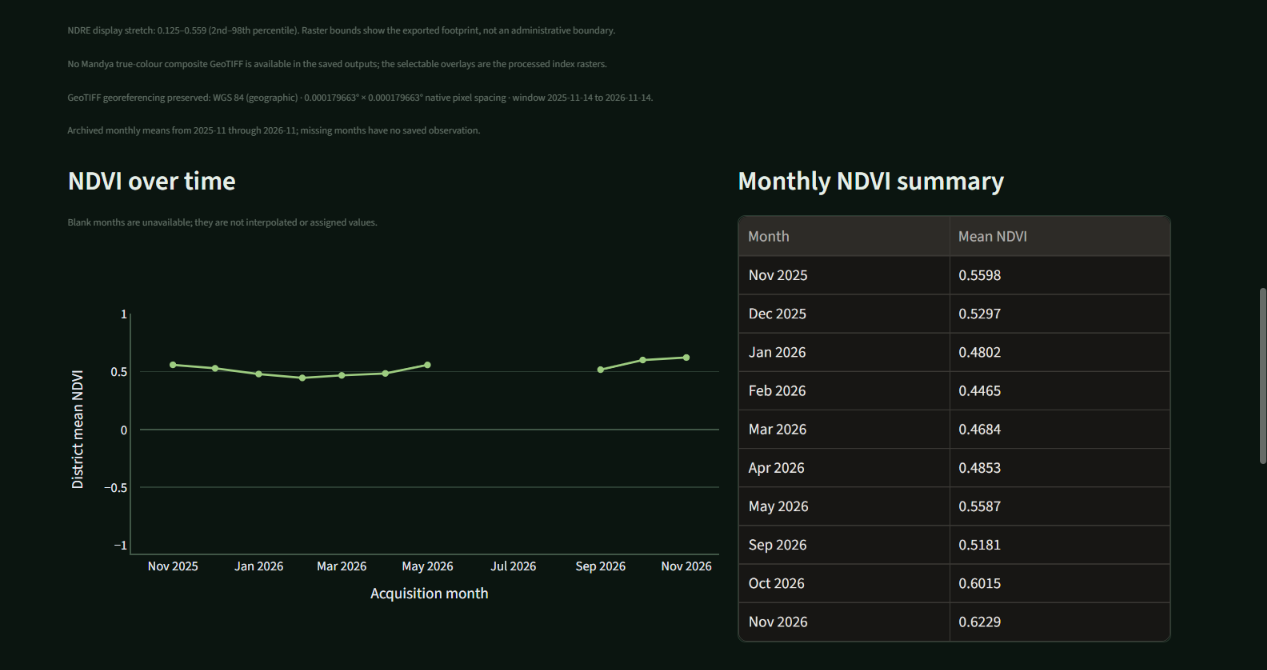 NDRE display stretch: 0.125–0.559 (2nd–98th percentile). Raster bounds show the exported footprint, not an administrative boundary.
No Mandya true-colour composite GeoTIFF is available in the saved outputs; the selectable overlays are the processed index rasters.
GeoTIFF georeferencing preserved: WGS 84 (geographic) · 0.000179663° × 0.000179663° native pixel spacing · window 2025-11-14 to 2026-11-14.
Archived monthly means from 2025-11 through 2026-11; missing months have no saved observation.
NDVI over time
Blank months are unavailable; they are not interpolated or assigned values.
District mean NDVI
1
0.5
0
−0.5
−1
Nov 2025 Jan 2026 Mar 2026 May 2026 Jul 2026 Sep 2026 Nov 2026
Acquisition month
Monthly NDVI summary
Month Mean NDVI
Nov 2025 0.5598
Dec 2025 0.5297
Jan 2026 0.4802
Feb 2026 0.4465
Mar 2026 0.4684
Apr 2026 0.4853
May 2026 0.5587
Sep 2026 0.5181
Oct 2026 0.6015
Nov 2026 0.6229